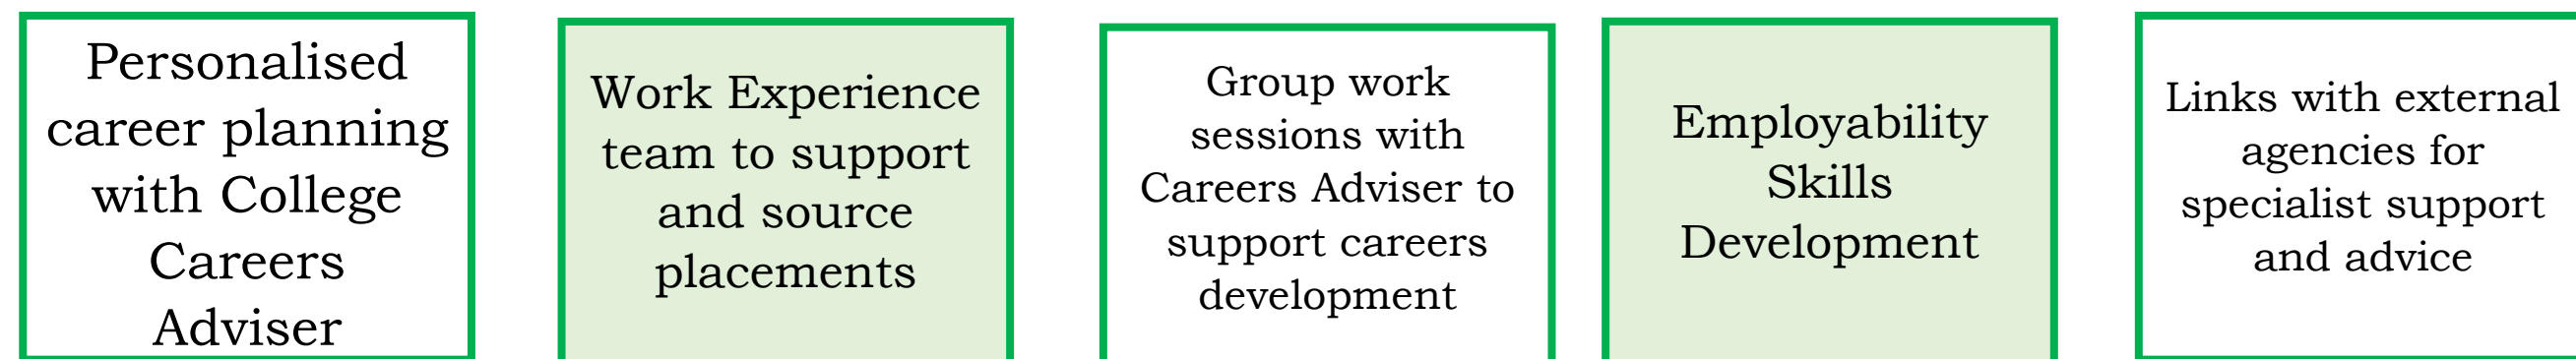 Personalised
career planning
with College
Careers
Adviser
Work Experience
team to support
and source
placements
Group work
sessions with
Careers Adviser to
support careers
development
Employability
Skills
Development
Links with external
agencies for
specialist support
and advice